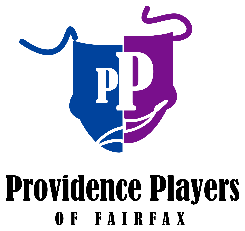 PP
Providence Players
OF FAIRFAX